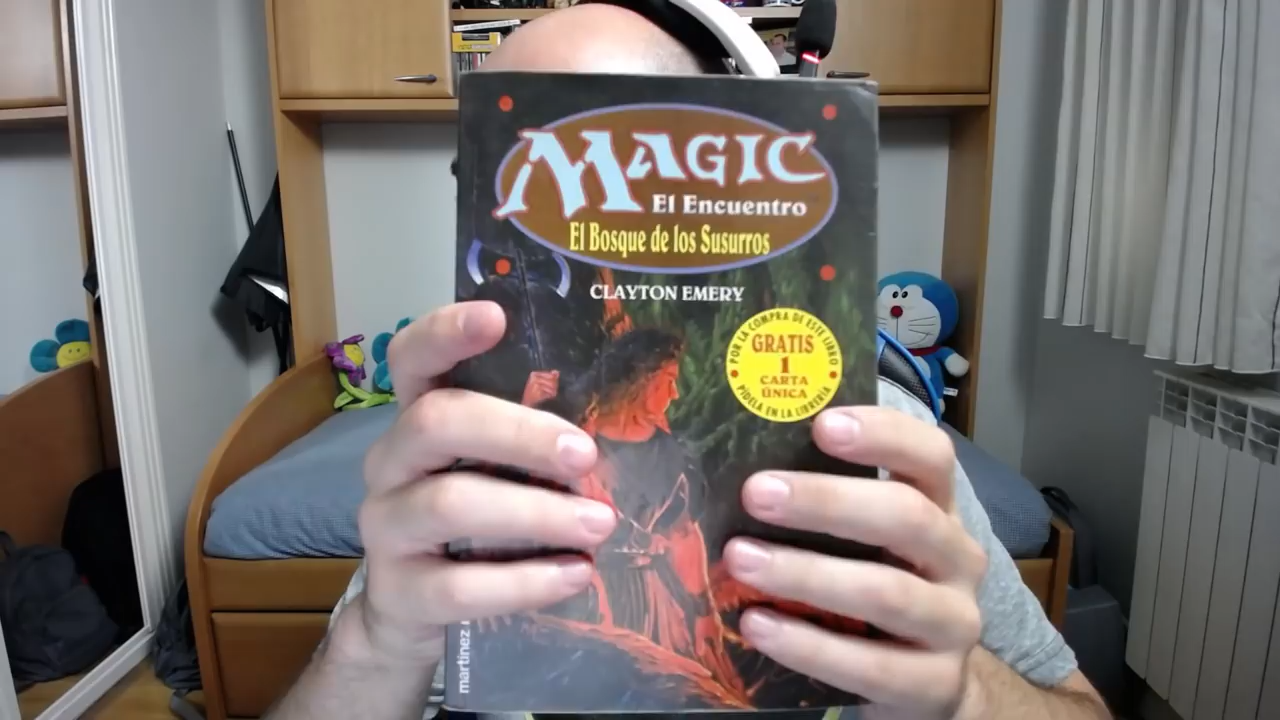 MAGIC
El Encuentro
El Bosque de los Susurros
CLAYTON EMERY
POR LA COMPRA DE ESTE LIBRO
GRATIS
1
CARTA
ÚNICA
PÍDELA EN LA LIBRERÍA
martínez